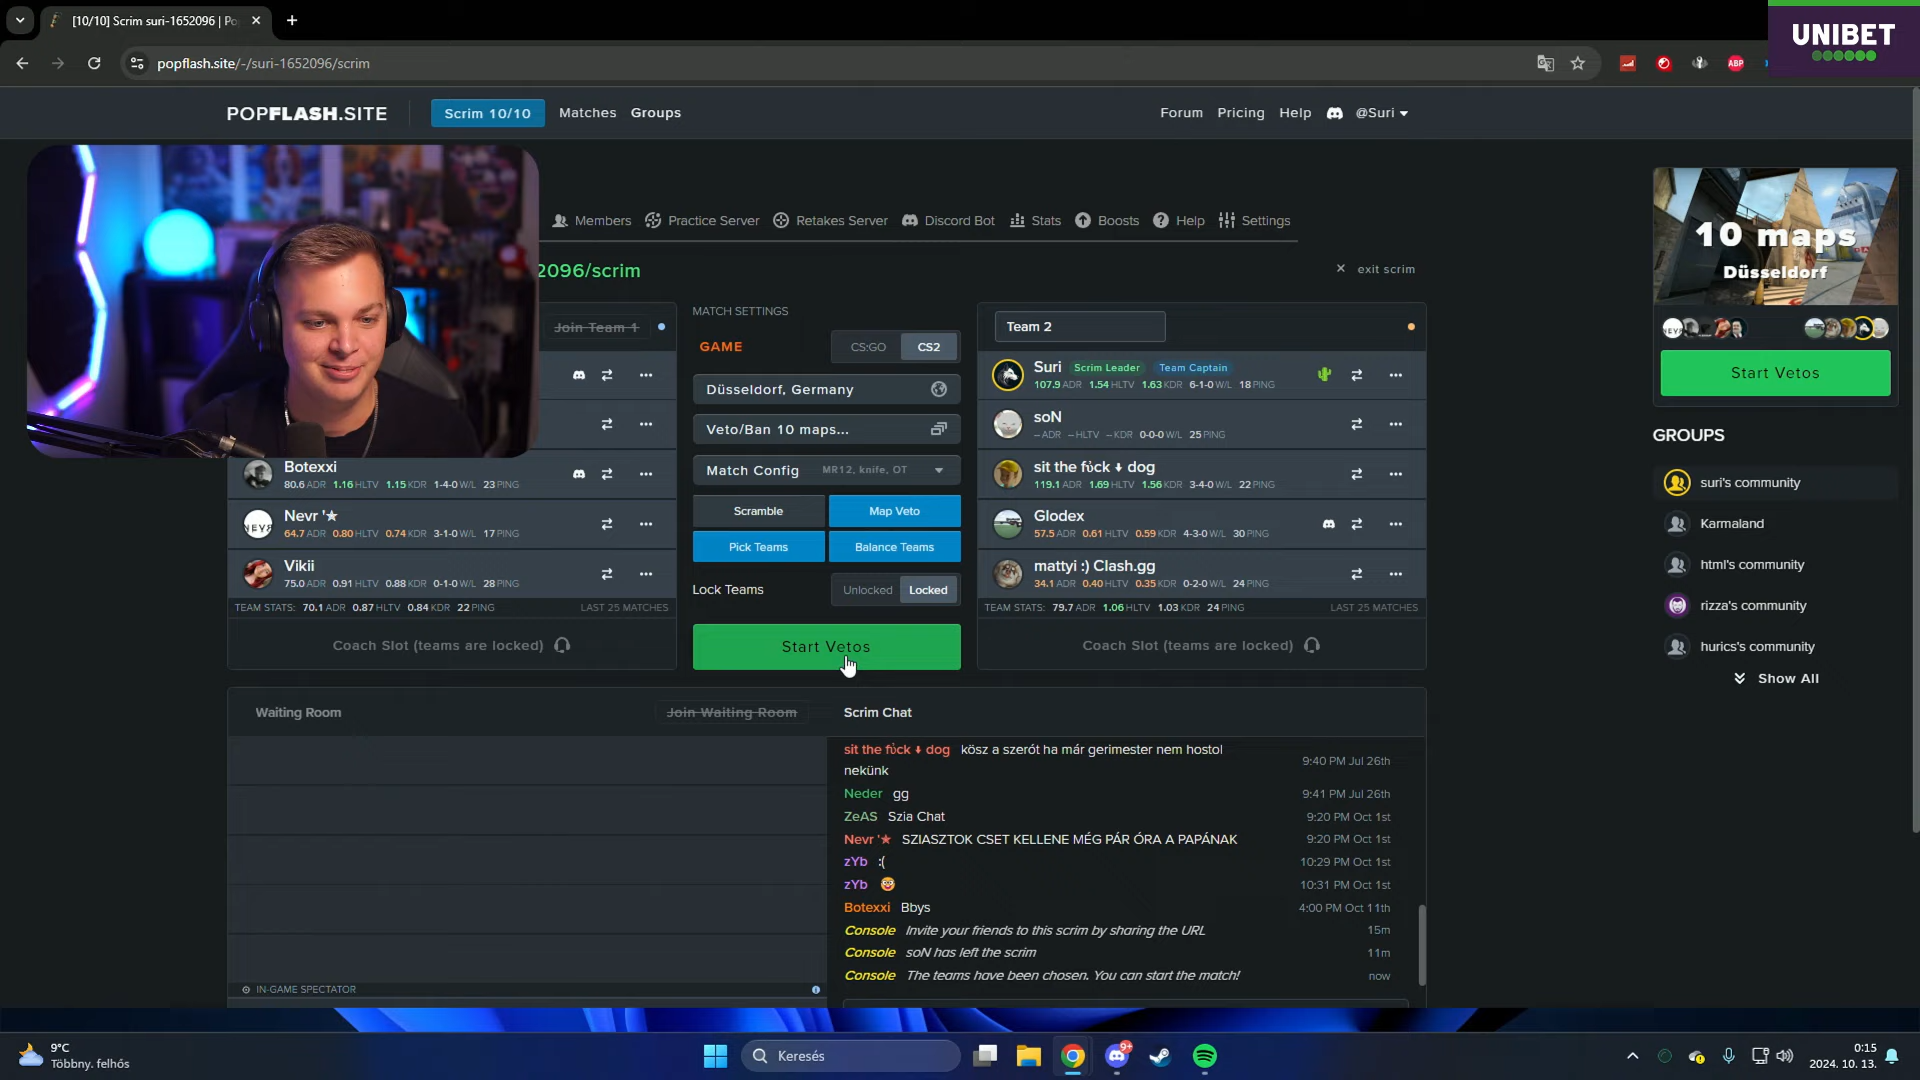 [10/10] Scrim suri-1652096 | Po
UNIBET
popflash.site/-/suri-1652096/scrim
ABP
POPFLASH.SITE
Scrim 10/10
Matches
Groups
Forum
Pricing
Help
@Suri
Members
Practice Server
Retakes Server
Discord Bot
Stats
Boosts
Help
Settings
2096/scrim
× exit scrim
10 maps
Düsseldorf
Start Vetos
Join Team 1
MATCH SETTINGS
GAME
CS:GO
CS2
Düsseldorf, Germany
Veto/Ban 10 maps...
Match Config
MR12, knife, OT
Scramble
Map Veto
Pick Teams
Balance Teams
Lock Teams
Unlocked
Locked
Start Vetos
Botexxi
80.6 ADR 1.16 HLTV 1.15 KDR 1-4-0 W/L 23 PING
Nevr '★
64.7 ADR 0.80 HLTV 0.74 KDR 3-1-0 W/L 17 PING
Vikii
75.0 ADR 0.91 HLTV 0.88 KDR 0-1-0 W/L 28 PING
TEAM STATS: 70.1 ADR 0.87 HLTV 0.84 KDR 22 PING
LAST 25 MATCHES
Coach Slot (teams are locked)
Team 2
Suri Scrim Leader Team Captain
107.9 ADR 1.54 HLTV 1.63 KDR 6-1-0 W/L 18 PING
soN
– ADR – HLTV – KDR 0-0-0 W/L 25 PING
sit the fück ⬇ dog
119.1 ADR 1.69 HLTV 1.56 KDR 3-4-0 W/L 22 PING
Glodex
57.5 ADR 0.61 HLTV 0.59 KDR 4-3-0 W/L 30 PING
mattyi :) Clash.gg
34.1 ADR 0.40 HLTV 0.35 KDR 0-2-0 W/L 24 PING
TEAM STATS: 79.7 ADR 1.06 HLTV 1.03 KDR 24 PING
LAST 25 MATCHES
Coach Slot (teams are locked)
GROUPS
suri's community
Karmaland
html's community
rizza's community
hurics's community
Show All
Waiting Room
Join Waiting Room
IN-GAME SPECTATOR
Scrim Chat
sit the fück ⬇ dog kösz a szerót ha már gerimester nem hostol
nekünk
9:40 PM Jul 26th
Neder gg 9:41 PM Jul 26th
ZeAS Szia Chat 9:20 PM Oct 1st
Nevr '★ SZIASZTOK CSET KELLENE MÉG PÁR ÓRA A PAPÁNAK 9:20 PM Oct 1st
zYb :( 10:29 PM Oct 1st
zYb 🤡 10:31 PM Oct 1st
Botexxi Bbys 4:00 PM Oct 11th
Console Invite your friends to this scrim by sharing the URL 15m
Console soN has left the scrim 11m
Console The teams have been chosen. You can start the match! now
9°C
Többny. felhős
Keresés
9+
0:15
2024. 10. 13.